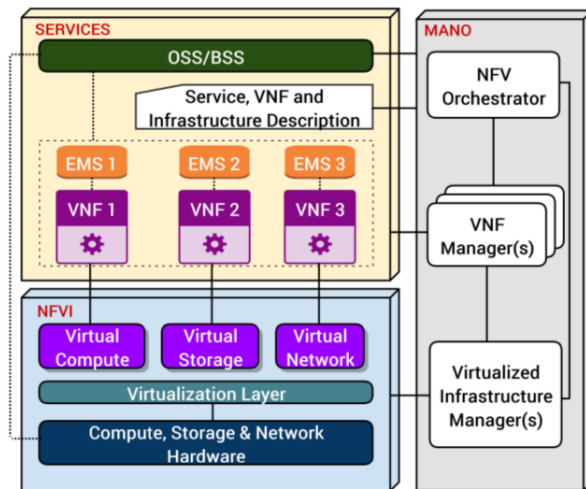 SERVICES
OSS/BSS
Service, VNF and
Infrastructure Description
EMS 1
EMS 2
EMS 3
VNF 1
VNF 2
VNF 3
NFVI
Virtual
Compute
Virtual
Storage
Virtual
Network
Virtualization Layer
Compute, Storage & Network
Hardware
MANO
NFV
Orchestrator
VNF
Manager(s)
Virtualized
Infrastructure
Manager(s)